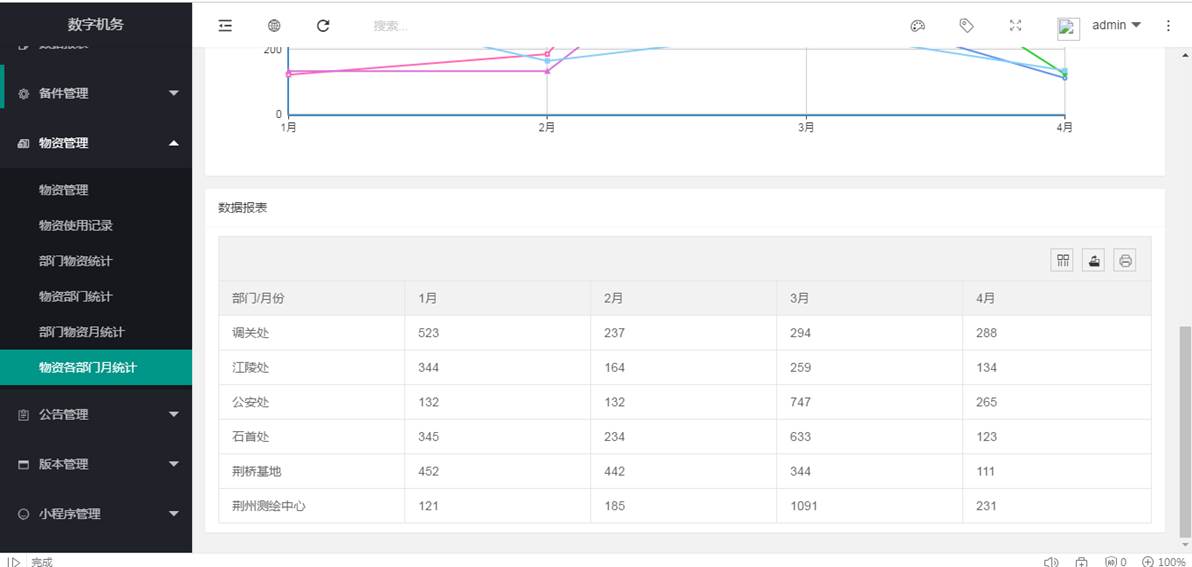 数字机务
搜索...
admin
数据报表
备件管理
物资管理
物资管理
物资使用记录
部门物资统计
物资部门统计
部门物资月统计
物资各部门月统计
公告管理
版本管理
小程序管理
200
0
1月 2月 3月 4月
数据报表
部门/月份 1月 2月 3月 4月
调关处 523 237 294 288
江陵处 344 164 259 134
公安处 132 132 747 265
石首处 345 234 633 123
荆桥基地 452 442 344 111
荆州测绘中心 121 185 1091 231
完成
0
100%